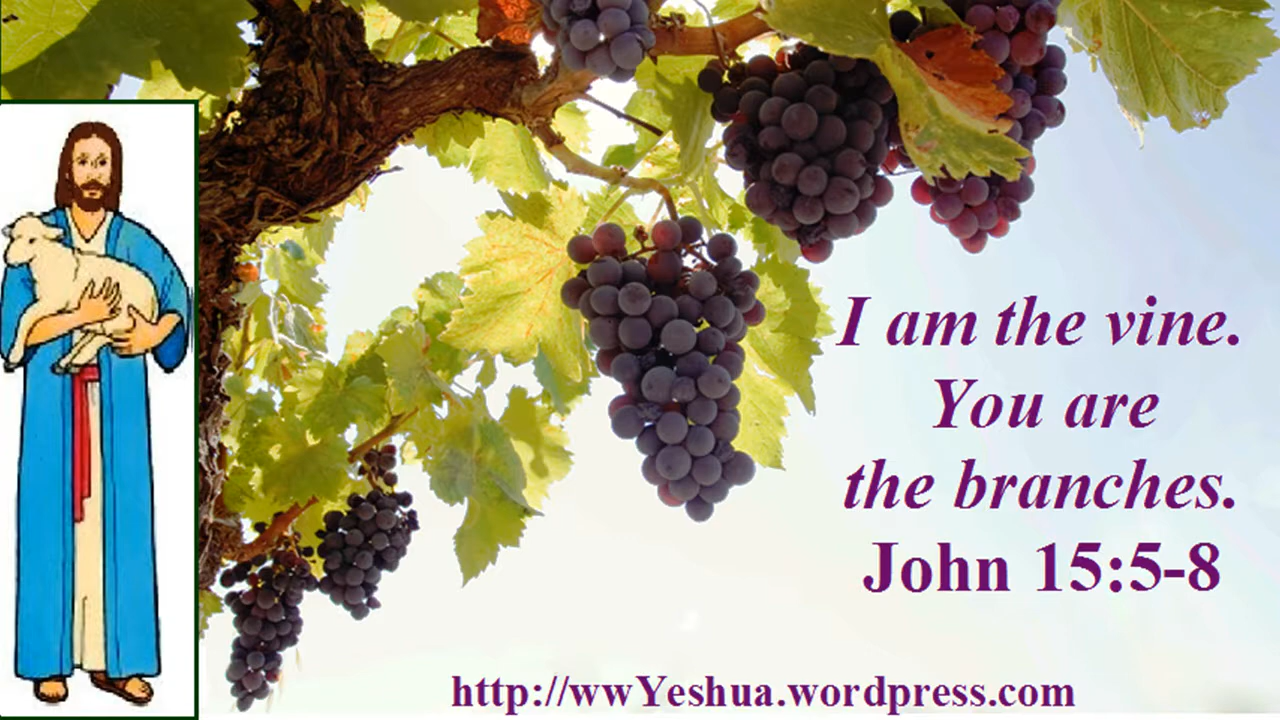 I am the vine.
You are
the branches.
John 15:5-8
http://wwYeshua.wordpress.com